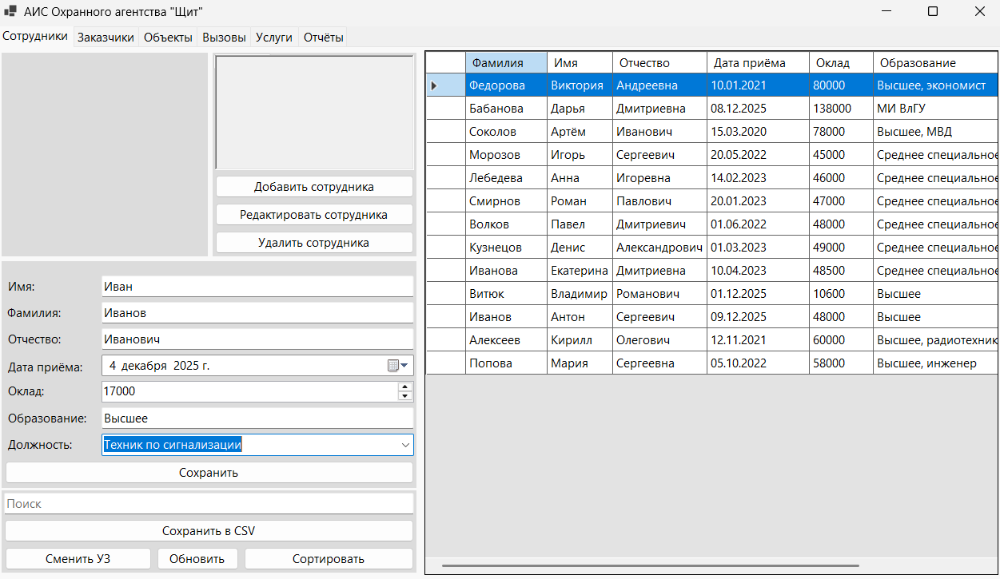 АИС Охранного агентства "Щит"
Сотрудники Заказчики Объекты Вызовы Услуги Отчёты
Добавить сотрудника
Редактировать сотрудника
Удалить сотрудника
Имя: Иван
Фамилия: Иванов
Отчество: Иванович
Дата приёма: 4 декабря 2025 г.
Оклад: 17000
Образование: Высшее
Должность: Техник по сигнализации
Сохранить
Поиск
Сохранить в CSV
Сменить УЗ Обновить Сортировать
Фамилия Имя Отчество Дата приёма Оклад Образование
Федорова Виктория Андреевна 10.01.2021 80000 Высшее, экономист
Бабанова Дарья Дмитриевна 08.12.2025 138000 МИ ВлГУ
Соколов Артём Иванович 15.03.2020 78000 Высшее, МВД
Морозов Игорь Сергеевич 20.05.2022 45000 Среднее специальное
Лебедева Анна Игоревна 14.02.2023 46000 Среднее специальное
Смирнов Роман Павлович 20.01.2023 47000 Среднее специальное
Волков Павел Дмитриевич 01.06.2022 48000 Среднее специальное
Кузнецов Денис Александрович 01.03.2023 49000 Среднее специальное
Иванова Екатерина Дмитриевна 10.04.2023 48500 Среднее специальное
Витюк Владимир Романович 01.12.2025 10600 Высшее
Иванов Антон Сергеевич 09.12.2025 48000 Высшее
Алексеев Кирилл Олегович 12.11.2021 60000 Высшее, радиотехник
Попова Мария Сергеевна 05.10.2022 58000 Высшее, инженер